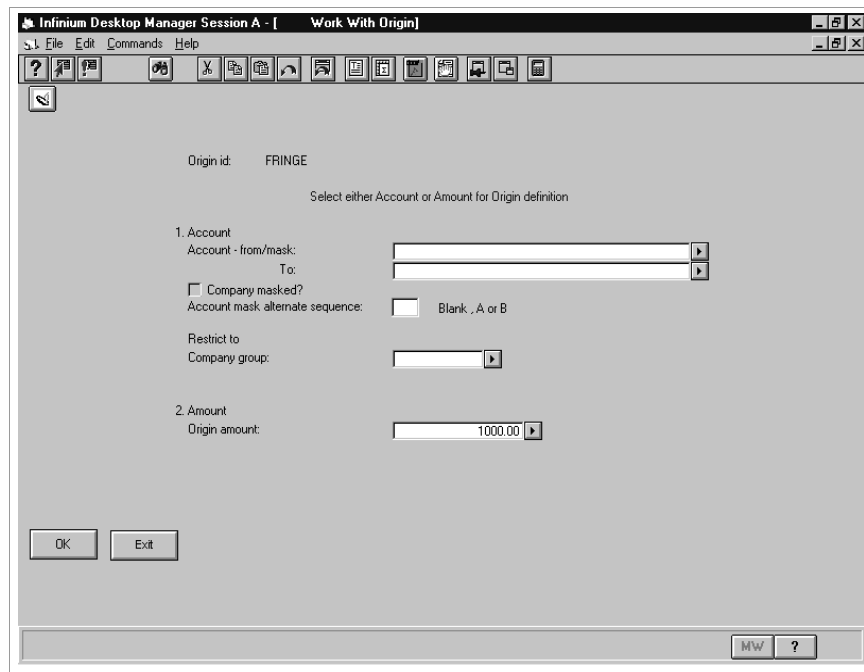 Infinium Desktop Manager Session A - [ Work With Origin]
File Edit Commands Help
Origin id: FRINGE
Select either Account or Amount for Origin definition
1. Account
Account - from/mask:
To:
Company masked?
Account mask alternate sequence: Blank , A or B
Restrict to
Company group:
2. Amount
Origin amount: 1000.00
OK Exit
MW ?